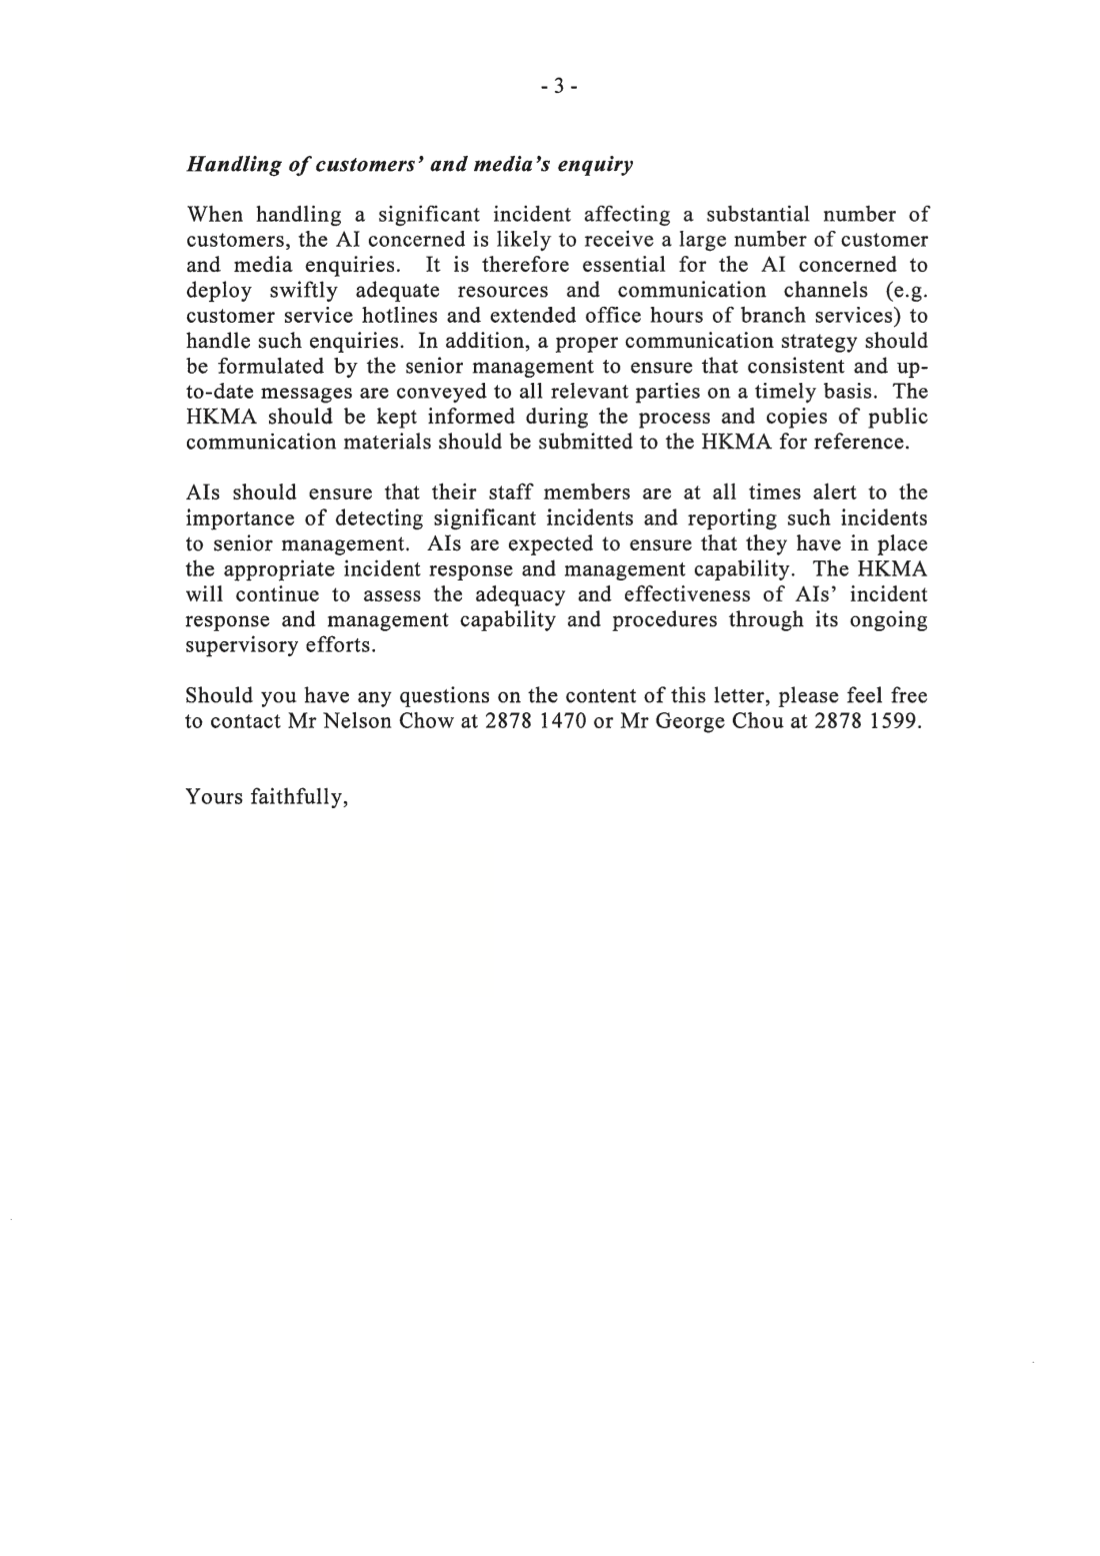 - 3 -
Handling of customers' and media's enquiry
When handling a significant incident affecting a substantial number of
customers, the AI concerned is likely to receive a large number of customer
and media enquiries. It is therefore essential for the AI concerned to
deploy swiftly adequate resources and communication channels (e.g.
customer service hotlines and extended office hours of branch services) to
handle such enquiries. In addition, a proper communication strategy should
be formulated by the senior management to ensure that consistent and up-
to-date messages are conveyed to all relevant parties on a timely basis. The
HKMA should be kept informed during the process and copies of public
communication materials should be submitted to the HKMA for reference.
AIs should ensure that their staff members are at all times alert to the
importance of detecting significant incidents and reporting such incidents
to senior management. AIs are expected to ensure that they have in place
the appropriate incident response and management capability. The HKMA
will continue to assess the adequacy and effectiveness of AIs' incident
response and management capability and procedures through its ongoing
supervisory efforts.
Should you have any questions on the content of this letter, please feel free
to contact Mr Nelson Chow at 2878 1470 or Mr George Chou at 2878 1599.
Yours faithfully,